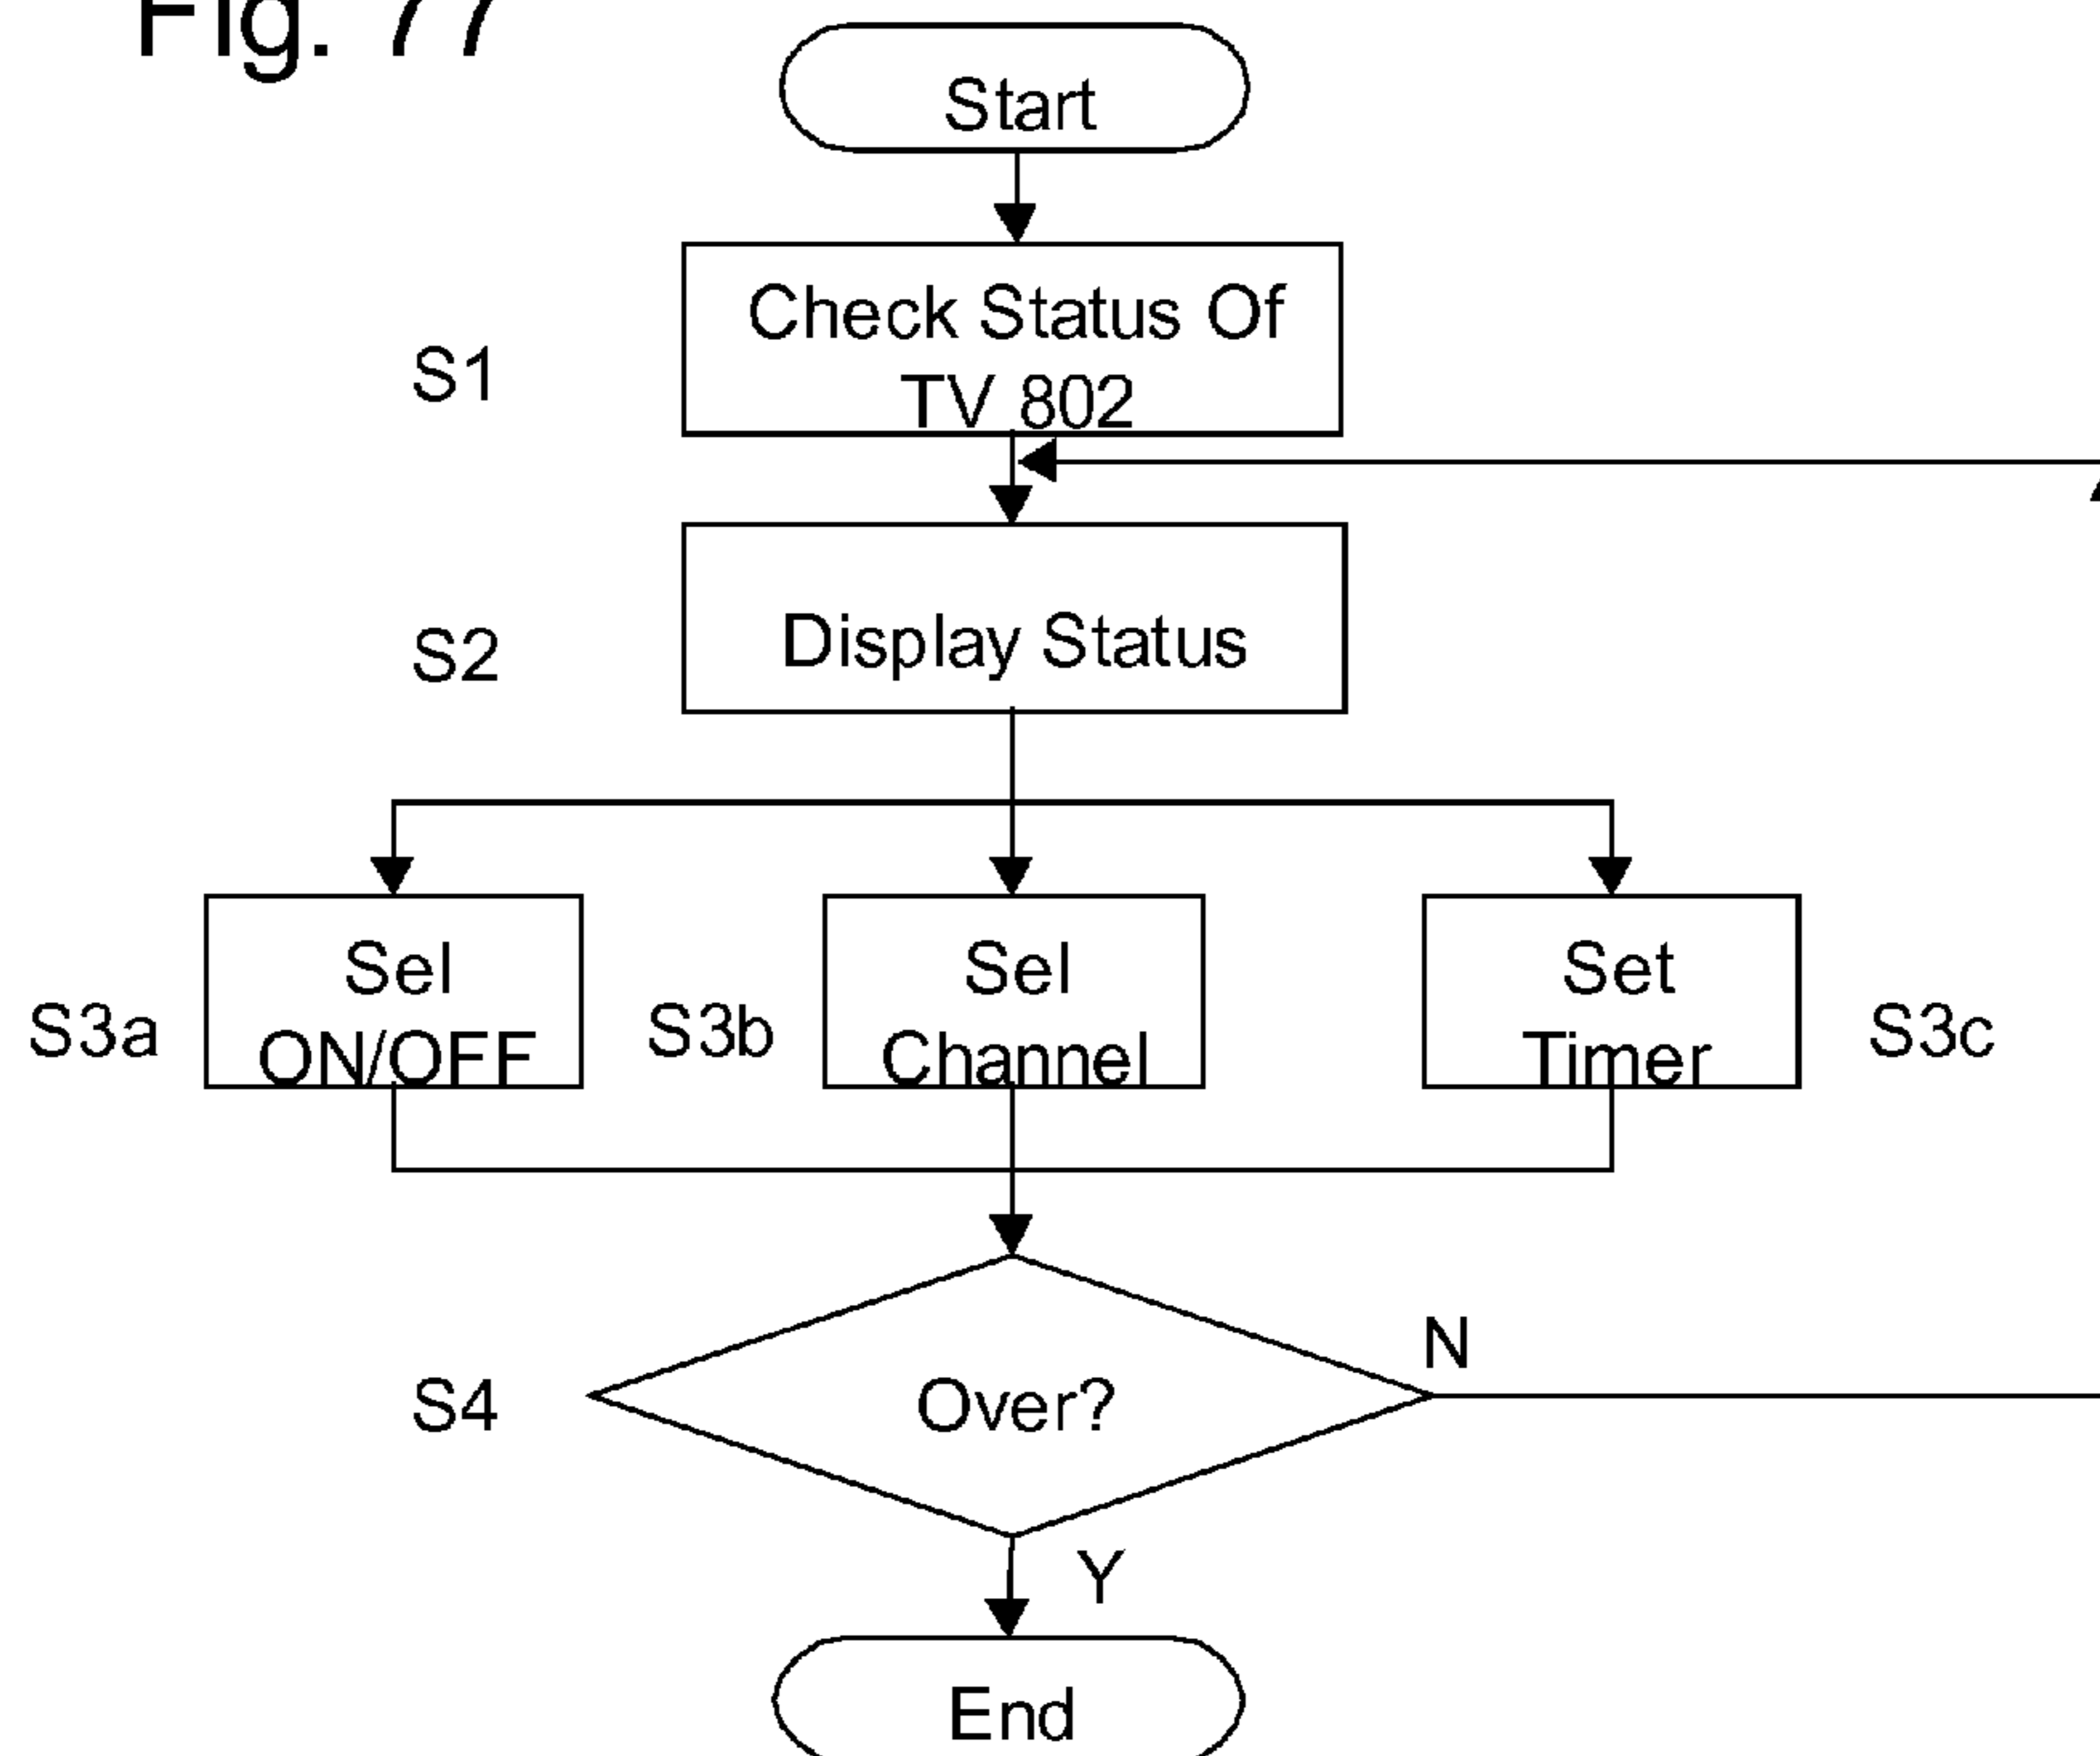 Fig. 77
Start
Check Status Of
TV 802
S1
Display Status
S2
Sel
ON/OFF
S3a
Sel
Channel
S3b
Set
Timer
S3c
Over?
S4
N
Y
End